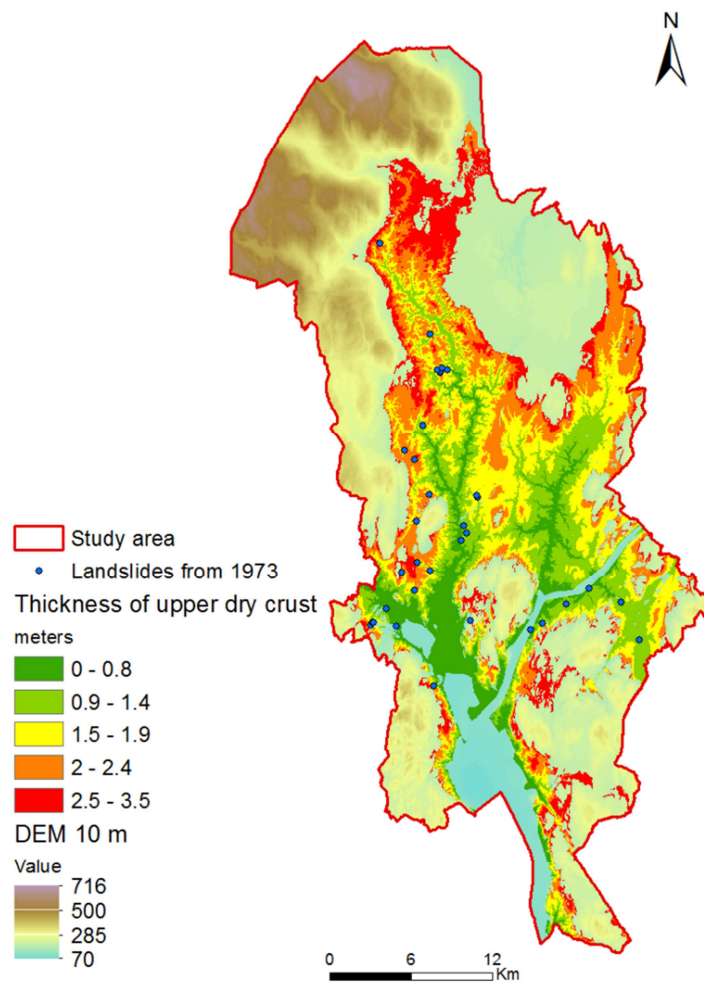 N
Study area
Landslides from 1973
Thickness of upper dry crust
meters
0 - 0.8
0.9 - 1.4
1.5 - 1.9
2 - 2.4
2.5 - 3.5
DEM 10 m
Value
716
500
285
70
0 6 12
Km